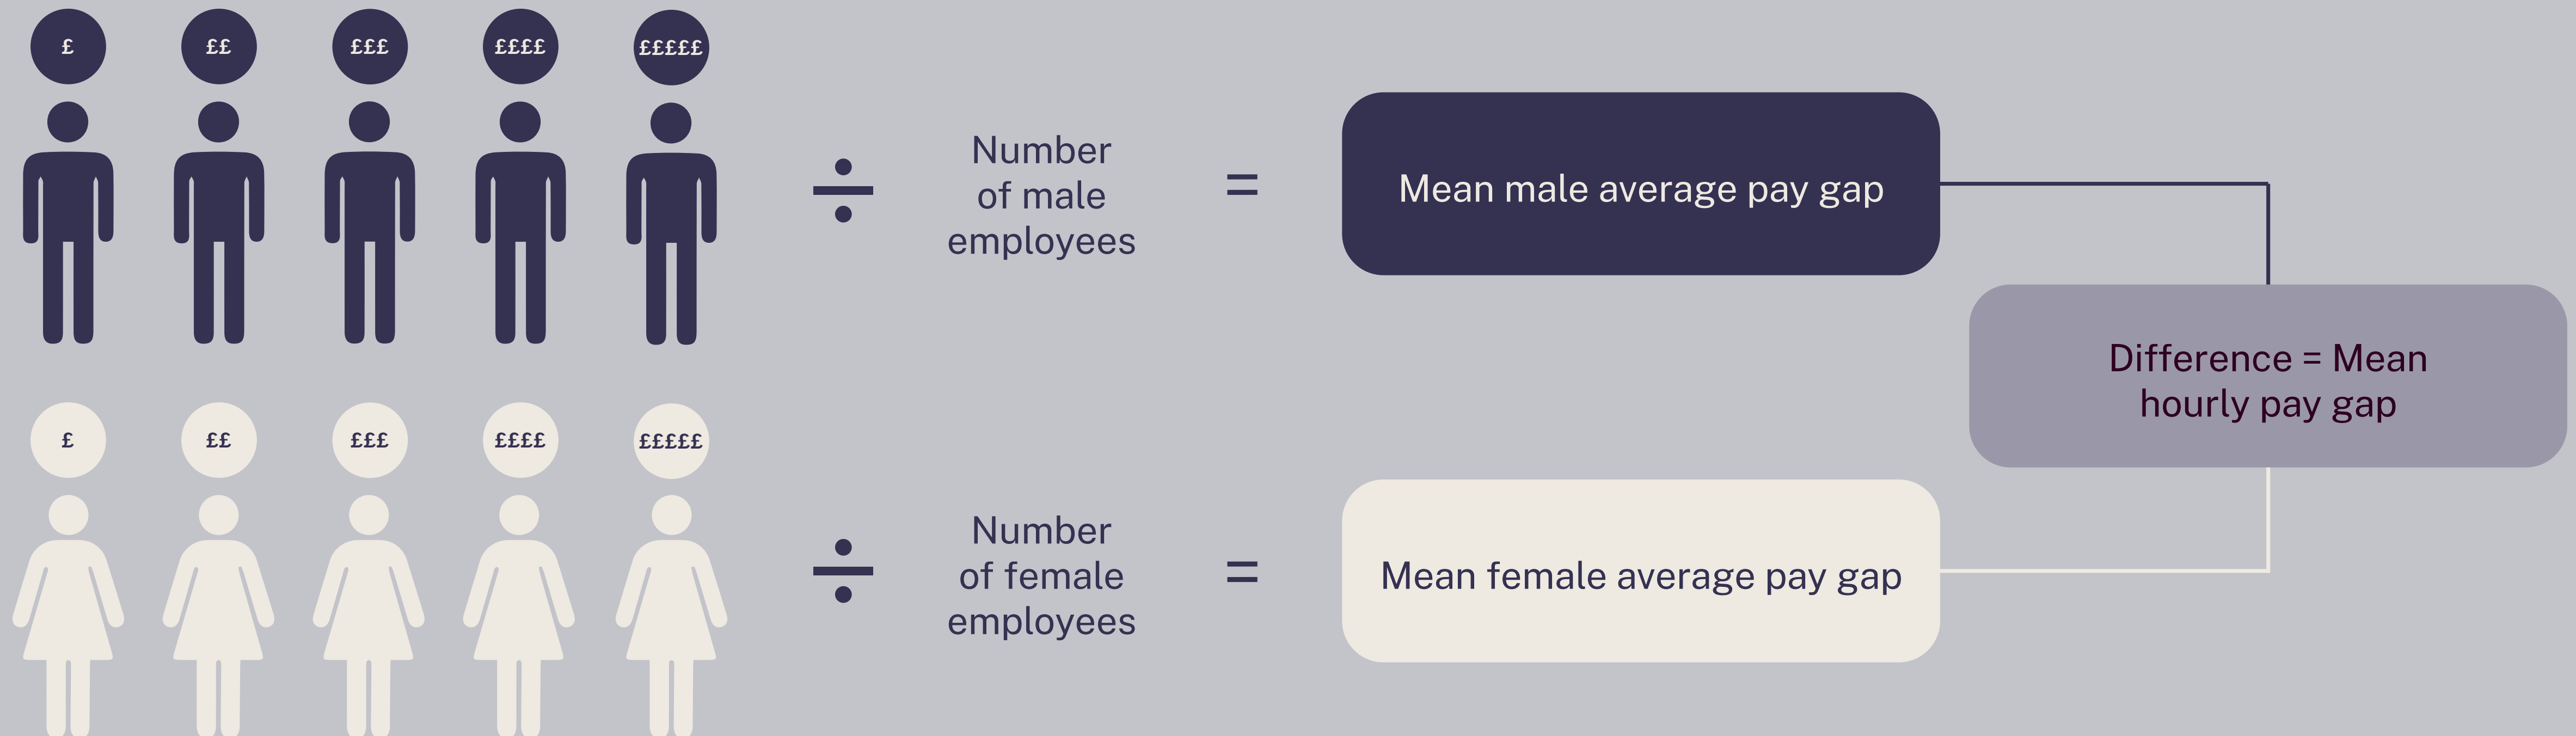 £ ££ £££ ££££ £££££
÷
Number
of male
employees
=
Mean male average pay gap
Difference = Mean
hourly pay gap
£ ££ £££ ££££ £££££
÷
Number
of female
employees
=
Mean female average pay gap